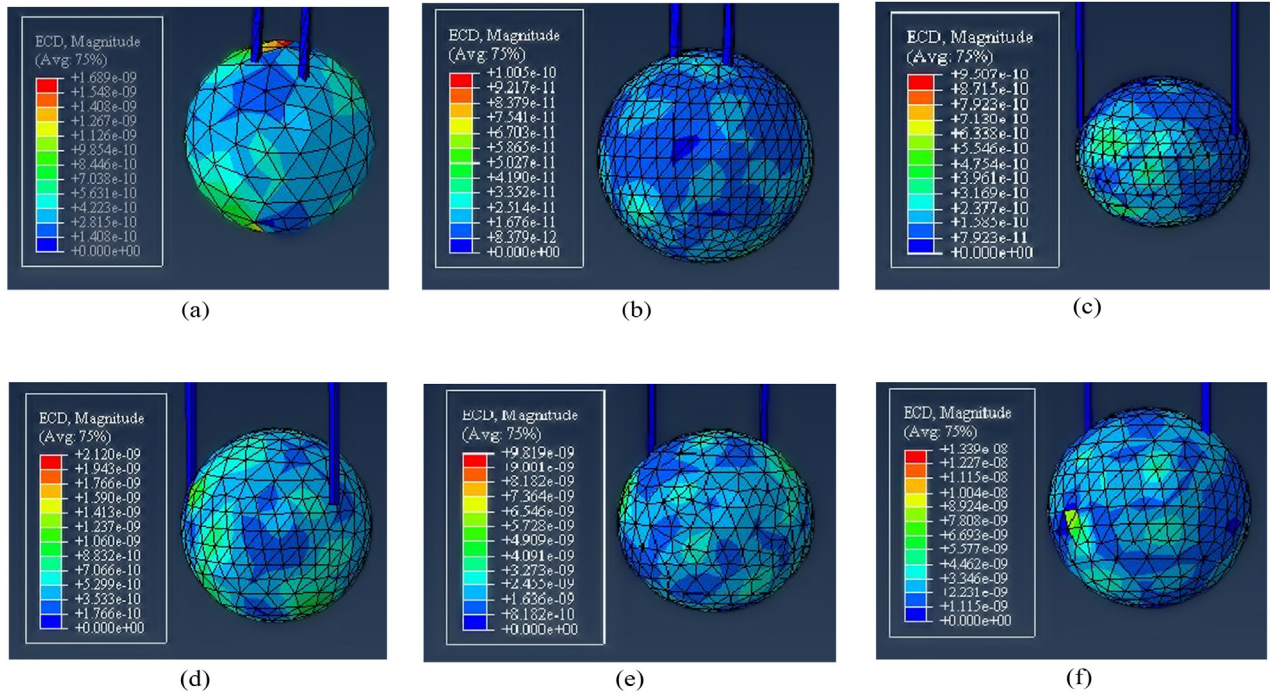 ECD, Magnitude
(Avg: 75%)
+1.689e-09
+1.548e-09
+1.408e-09
+1.267e-09
+1.126e-09
+9.854e-10
+8.446e-10
+7.038e-10
+5.631e-10
+4.223e-10
+2.815e-10
+1.408e-10
+0.000e+00
(a)
ECD, Magnitude
(Avg: 75%)
+1.005e-10
+9.217e-11
+8.379e-11
+7.541e-11
+6.703e-11
+5.865e-11
+5.027e-11
+4.190e-11
+3.352e-11
+2.514e-11
+1.676e-11
+8.379e-12
+0.000e+00
(b)
ECD, Magnitude
(Avg: 75%)
+9.507e-10
+8.715e-10
+7.923e-10
+7.130e-10
+6.338e-10
+5.546e-10
+4.754e-10
+3.961e-10
+3.169e-10
+2.377e-10
+1.585e-10
+7.923e-11
+0.000e+00
(c)
ECD, Magnitude
(Avg: 75%)
+2.120e-09
+1.943e-09
+1.766e-09
+1.590e-09
+1.413e-09
+1.237e-09
+1.060e-09
+8.832e-10
+7.066e-10
+5.299e-10
+3.533e-10
+1.766e-10
+0.000e+00
(d)
ECD, Magnitude
(Avg: 75%)
+9.819e-09
+9.001e-09
+8.182e-09
+7.364e-09
+6.546e-09
+5.728e-09
+4.909e-09
+4.091e-09
+3.273e-09
+2.455e-09
+1.636e-09
+8.182e-10
+0.000e+00
(e)
ECD, Magnitude
(Avg: 75%)
+1.339e-08
+1.227e-08
+1.115e-08
+1.004e-08
+8.924e-09
+7.808e-09
+6.693e-09
+5.577e-09
+4.462e-09
+3.346e-09
+2.231e-09
+1.115e-09
+0.000e+00
(f)